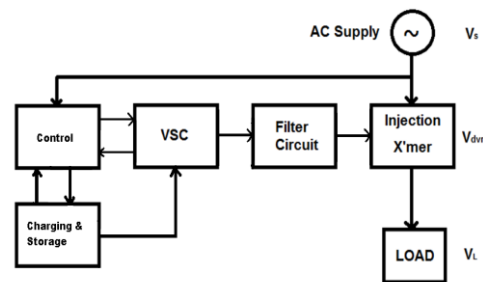 AC Supply
~
Vs
Control
VSC
Filter
Circuit
Injection
X'mer
Vdvr
Charging &
Storage
LOAD
VL